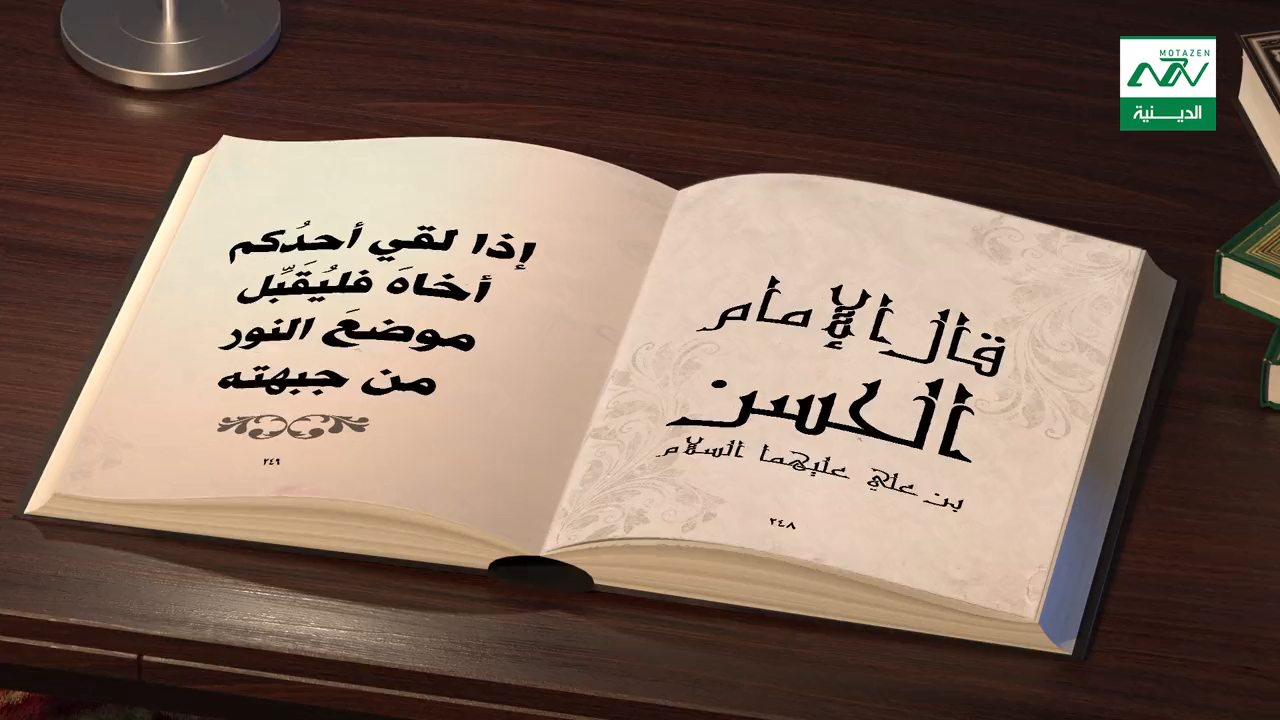 MOTAZEN
الدينية
قال الإمام
الحسن
بن علي عليهما السلام
٢٤٨
إذا لقي أحدُكم
أخاهَ فليُقَبِّل
موضعَ النور
من جبهته
٢٤٩